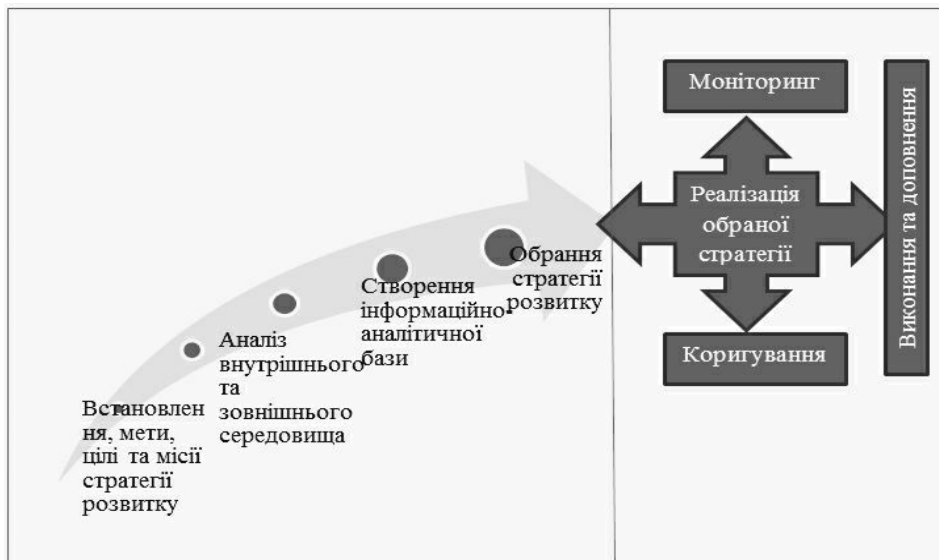 Встановлен
ня, мети,
цілі та місії
стратегії
розвитку
Аналіз
внутрішнього
та
зовнішнього
середовища
Створення
інформаційно-
аналітичної
бази
Обрання
стратегії
розвитку
Моніторинг
Реалізація
обраної
стратегії
Коригування
Виконання та доповнення